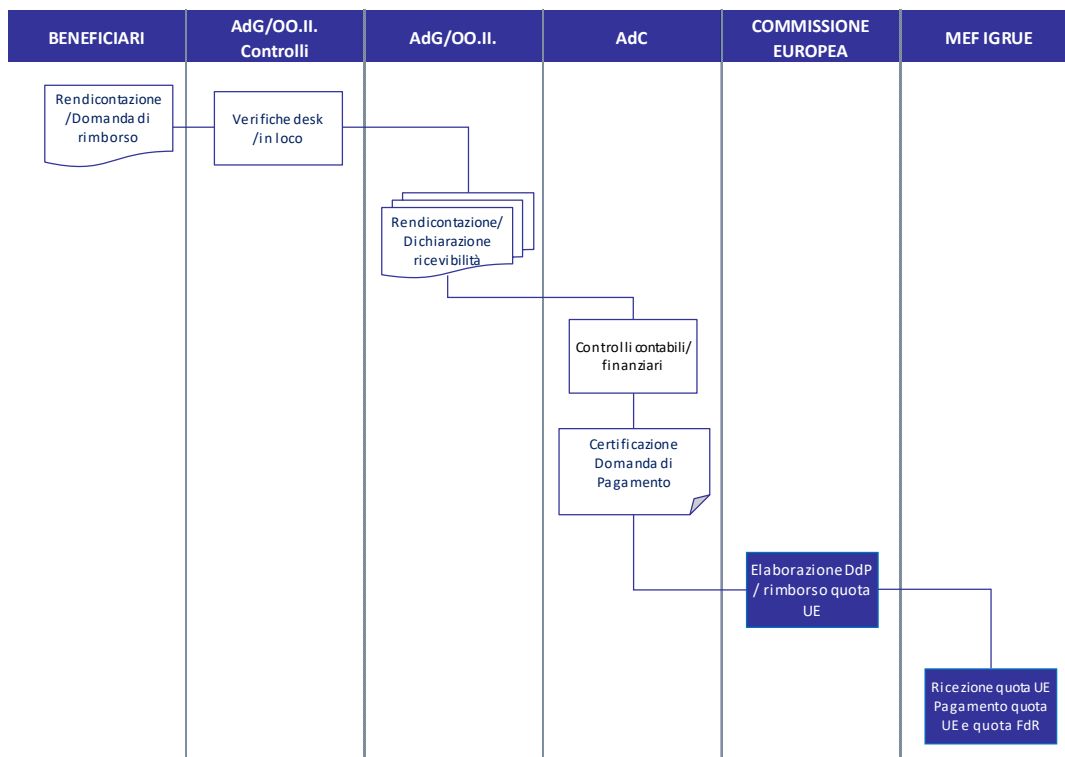 BENEFICIARI
AdG/OO.II.
Controlli
AdG/OO.II.
AdC
COMMISSIONE
EUROPEA
MEF IGRUE
Rendicontazione
/Domanda di
rimborso
Verifiche desk
/in loco
Rendicontazione/
Dichiarazione
ricevibilità
Controlli contabili/
finanziari
Certificazione
Domanda di
Pagamento
Elaborazione DdP
/ rimborso quota
UE
Ricezione quota UE
Pagamento quota
UE e quota FdR